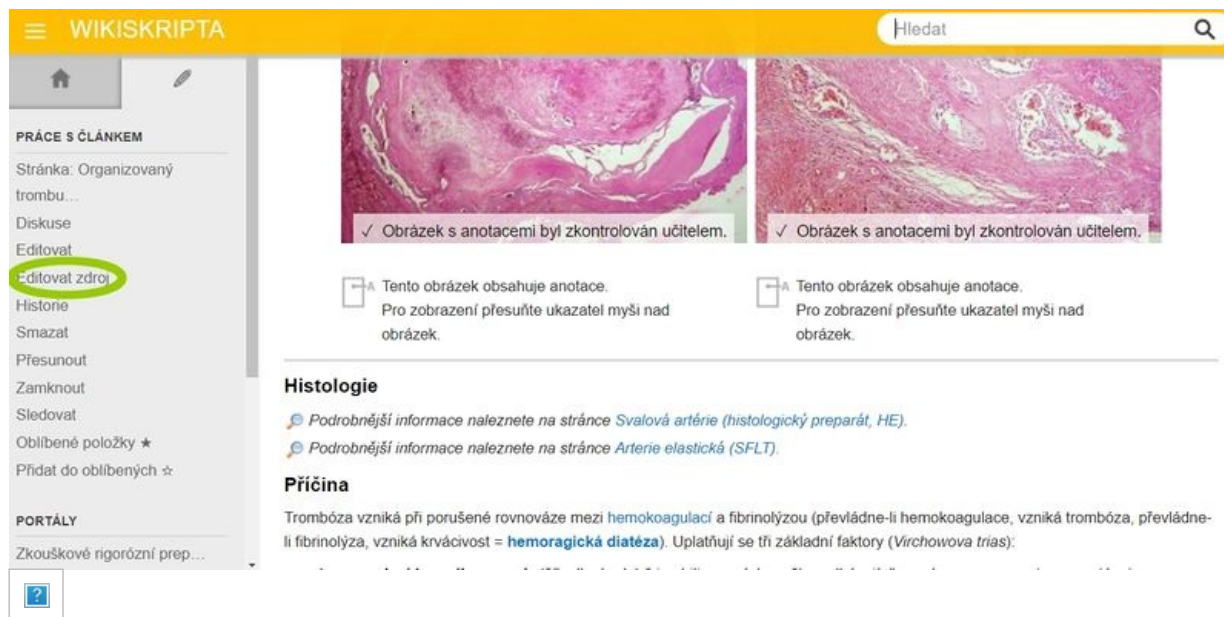 WIKISKRIPTA
Hledat
PRÁCE S ČLÁNKEM
Stránka: Organizovaný
trombu...
Diskuse
Editovat
Editovat zdroj
Historie
Smazat
Přesunout
Zamknout
Sledovat
Oblíbené položky ★
Přidat do oblíbených ☆
PORTÁLY
Zkouškové rigorózní prep...
✓ Obrázek s anotacemi byl zkontrolován učitelem.
✓ Obrázek s anotacemi byl zkontrolován učitelem.
A Tento obrázek obsahuje anotace.
Pro zobrazení přesuňte ukazatel myši nad
obrázek.
A Tento obrázek obsahuje anotace.
Pro zobrazení přesuňte ukazatel myši nad
obrázek.
Histologie
Podrobnější informace naleznete na stránce Svalová artérie (histologický preparát, HE).
Podrobnější informace naleznete na stránce Arterie elastická (SFLT).
Příčina
Trombóza vzniká při porušené rovnováze mezi hemokoagulací a fibrinolýzou (převládne-li hemokoagulace, vzniká trombóza, převládne-
li fibrinolýza, vzniká krvácivost = hemoragická diatéza). Uplatňují se tři základní faktory (Virchowova trias):
?